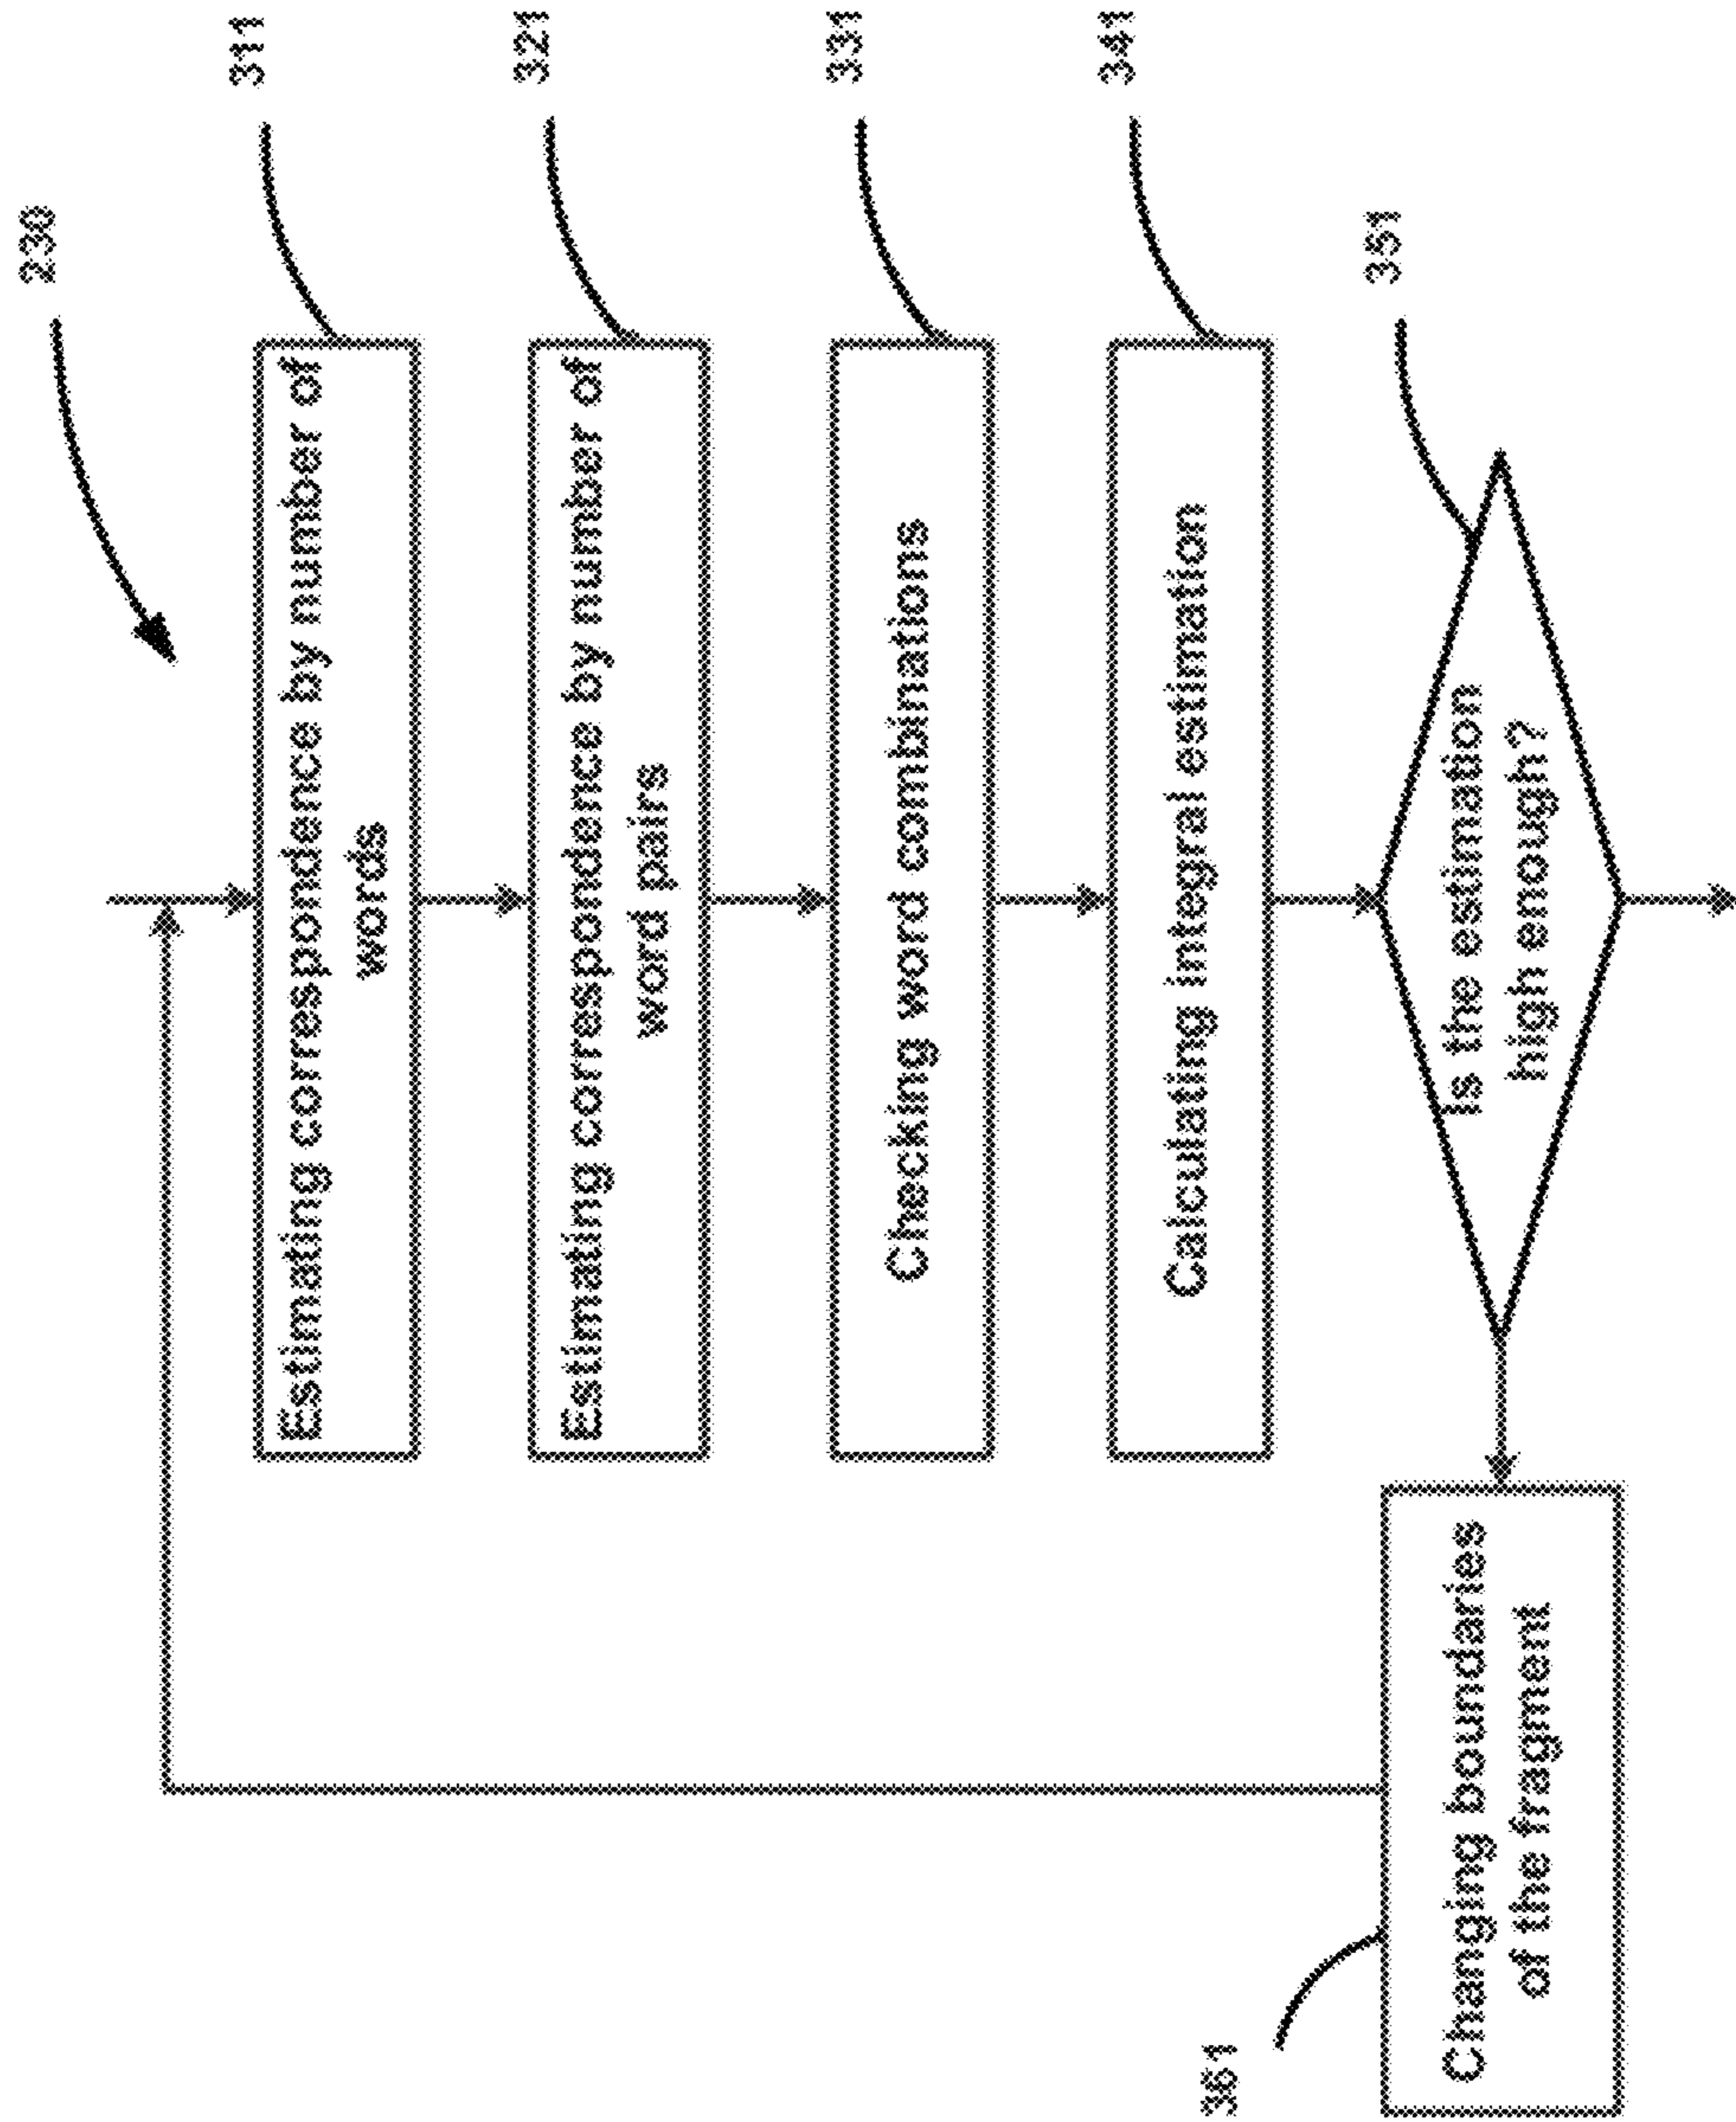 230
311
Estimating correspondence by number of
words
321
Estimating correspondence by number of
word pairs
331
Checking word combinations
341
Calculating integral estimation
351
Is the estimation
high enough?
361
Changing boundaries
of the fragment